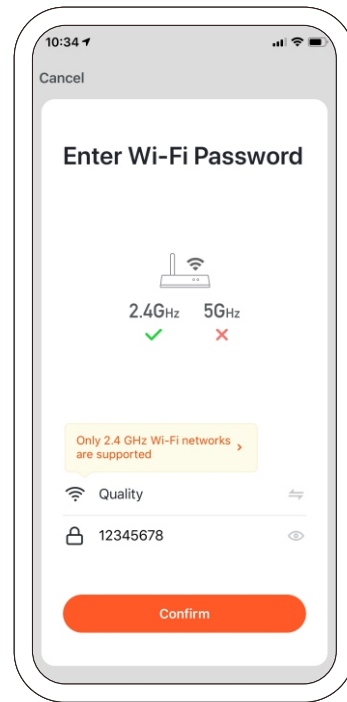 10:34
Cancel
Enter Wi-Fi Password
2.4GHz 5GHz
Only 2.4 GHz Wi-Fi networks
are supported
Quality
12345678
Confirm